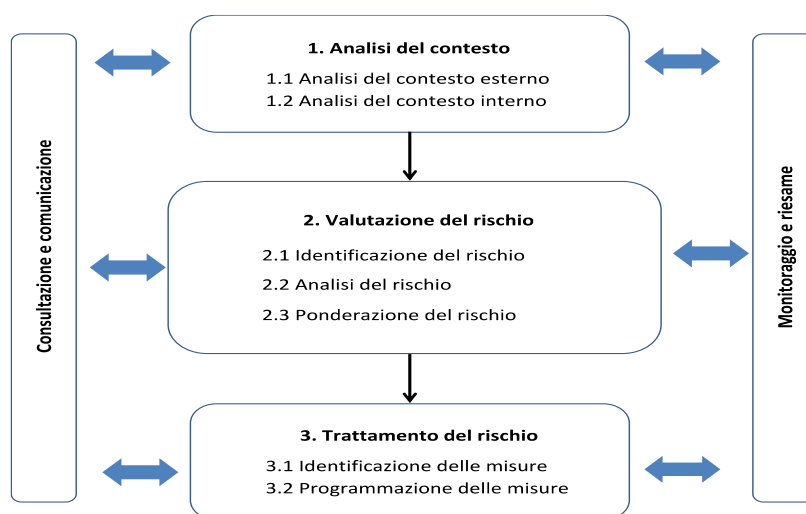 Consultazione e comunicazione
1. Analisi del contesto
1.1 Analisi del contesto esterno
1.2 Analisi del contesto interno
2. Valutazione del rischio
2.1 Identificazione del rischio
2.2 Analisi del rischio
2.3 Ponderazione del rischio
3. Trattamento del rischio
3.1 Identificazione delle misure
3.2 Programmazione delle misure
Monitoraggio e riesame